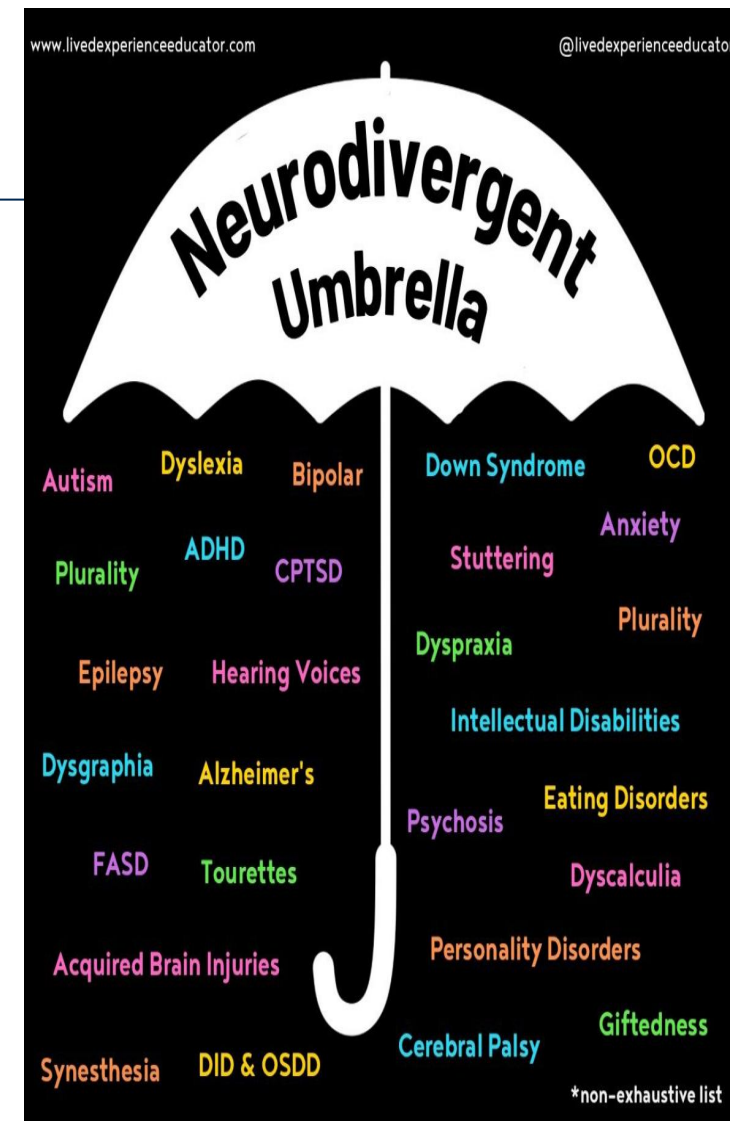 www.livedexperienceeducator.com
@livedexperienceeducator
Neurodivergent
Umbrella
Autism
Dyslexia
Bipolar
Plurality
ADHD
CPTSD
Epilepsy
Hearing Voices
Dysgraphia
Alzheimer's
FASD
Tourettes
Acquired Brain Injuries
Synesthesia
DID & OSDD
Down Syndrome
OCD
Anxiety
Stuttering
Plurality
Dyspraxia
Intellectual Disabilities
Eating Disorders
Psychosis
Dyscalculia
Personality Disorders
Giftedness
Cerebral Palsy
*non-exhaustive list